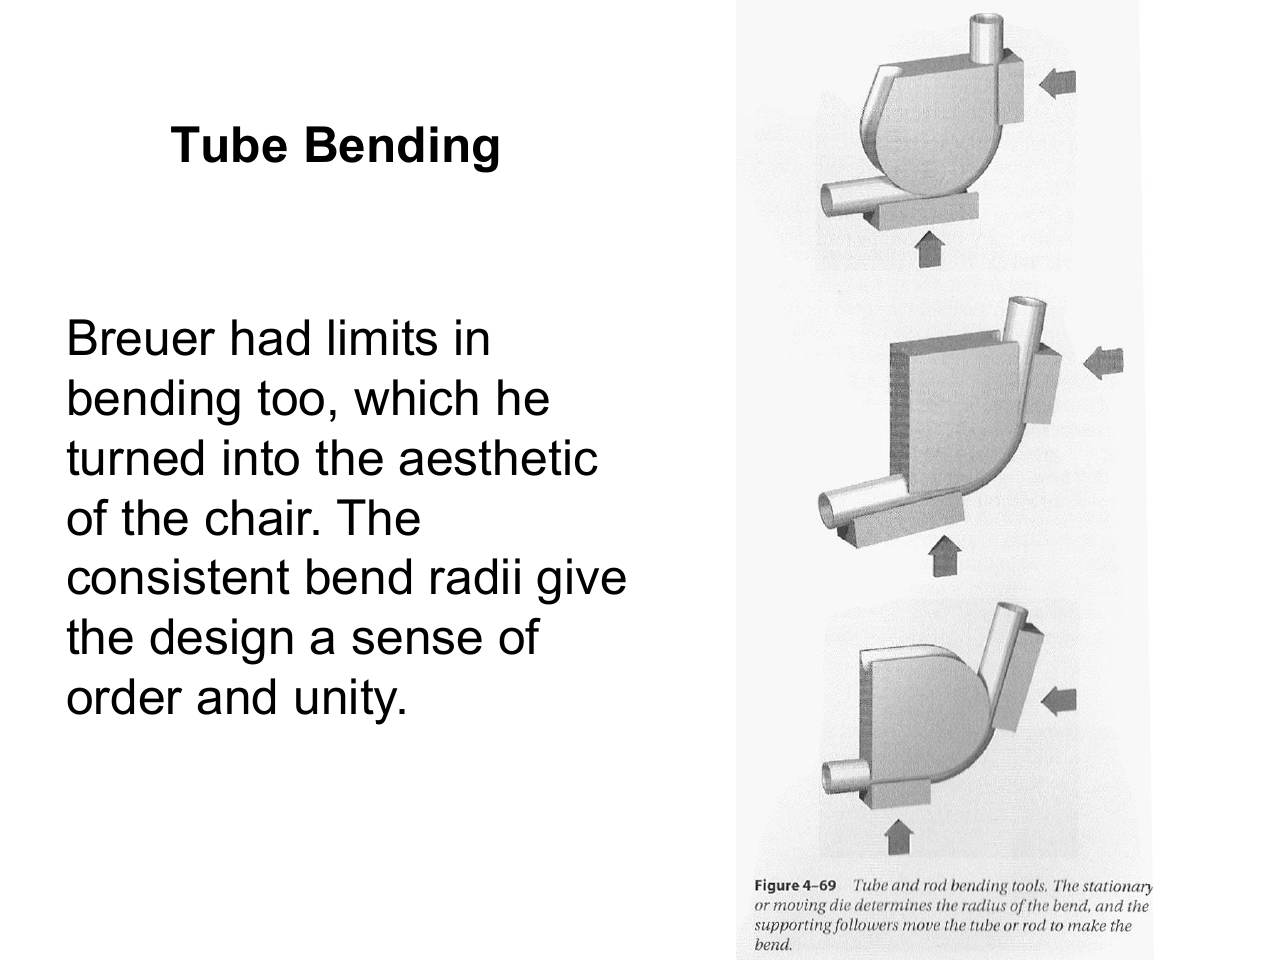 Tube Bending
Breuer had limits in
bending too, which he
turned into the aesthetic
of the chair. The
consistent bend radii give
the design a sense of
order and unity.
Figure 4–69 Tube and rod bending tools. The stationary
or moving die determines the radius of the bend, and the
supporting followers move the tube or rod to make the
bend.